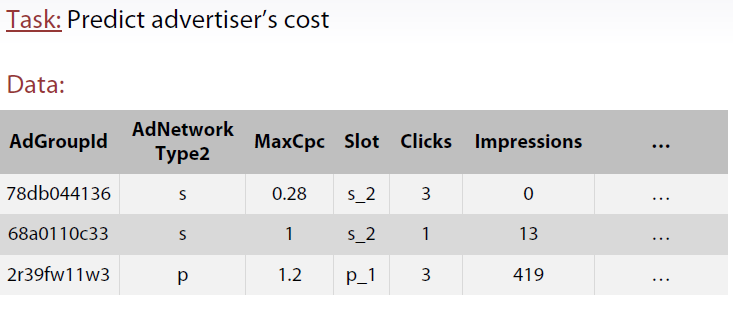 Task: Predict advertiser's cost
Data:
AdGroupId AdNetwork Type2 MaxCpc Slot Clicks Impressions ...
78db044136 s 0.28 s_2 3 0 ...
68a0110c33 s 1 s_2 1 13 ...
2r39fw11w3 p 1.2 p_1 3 419 ...